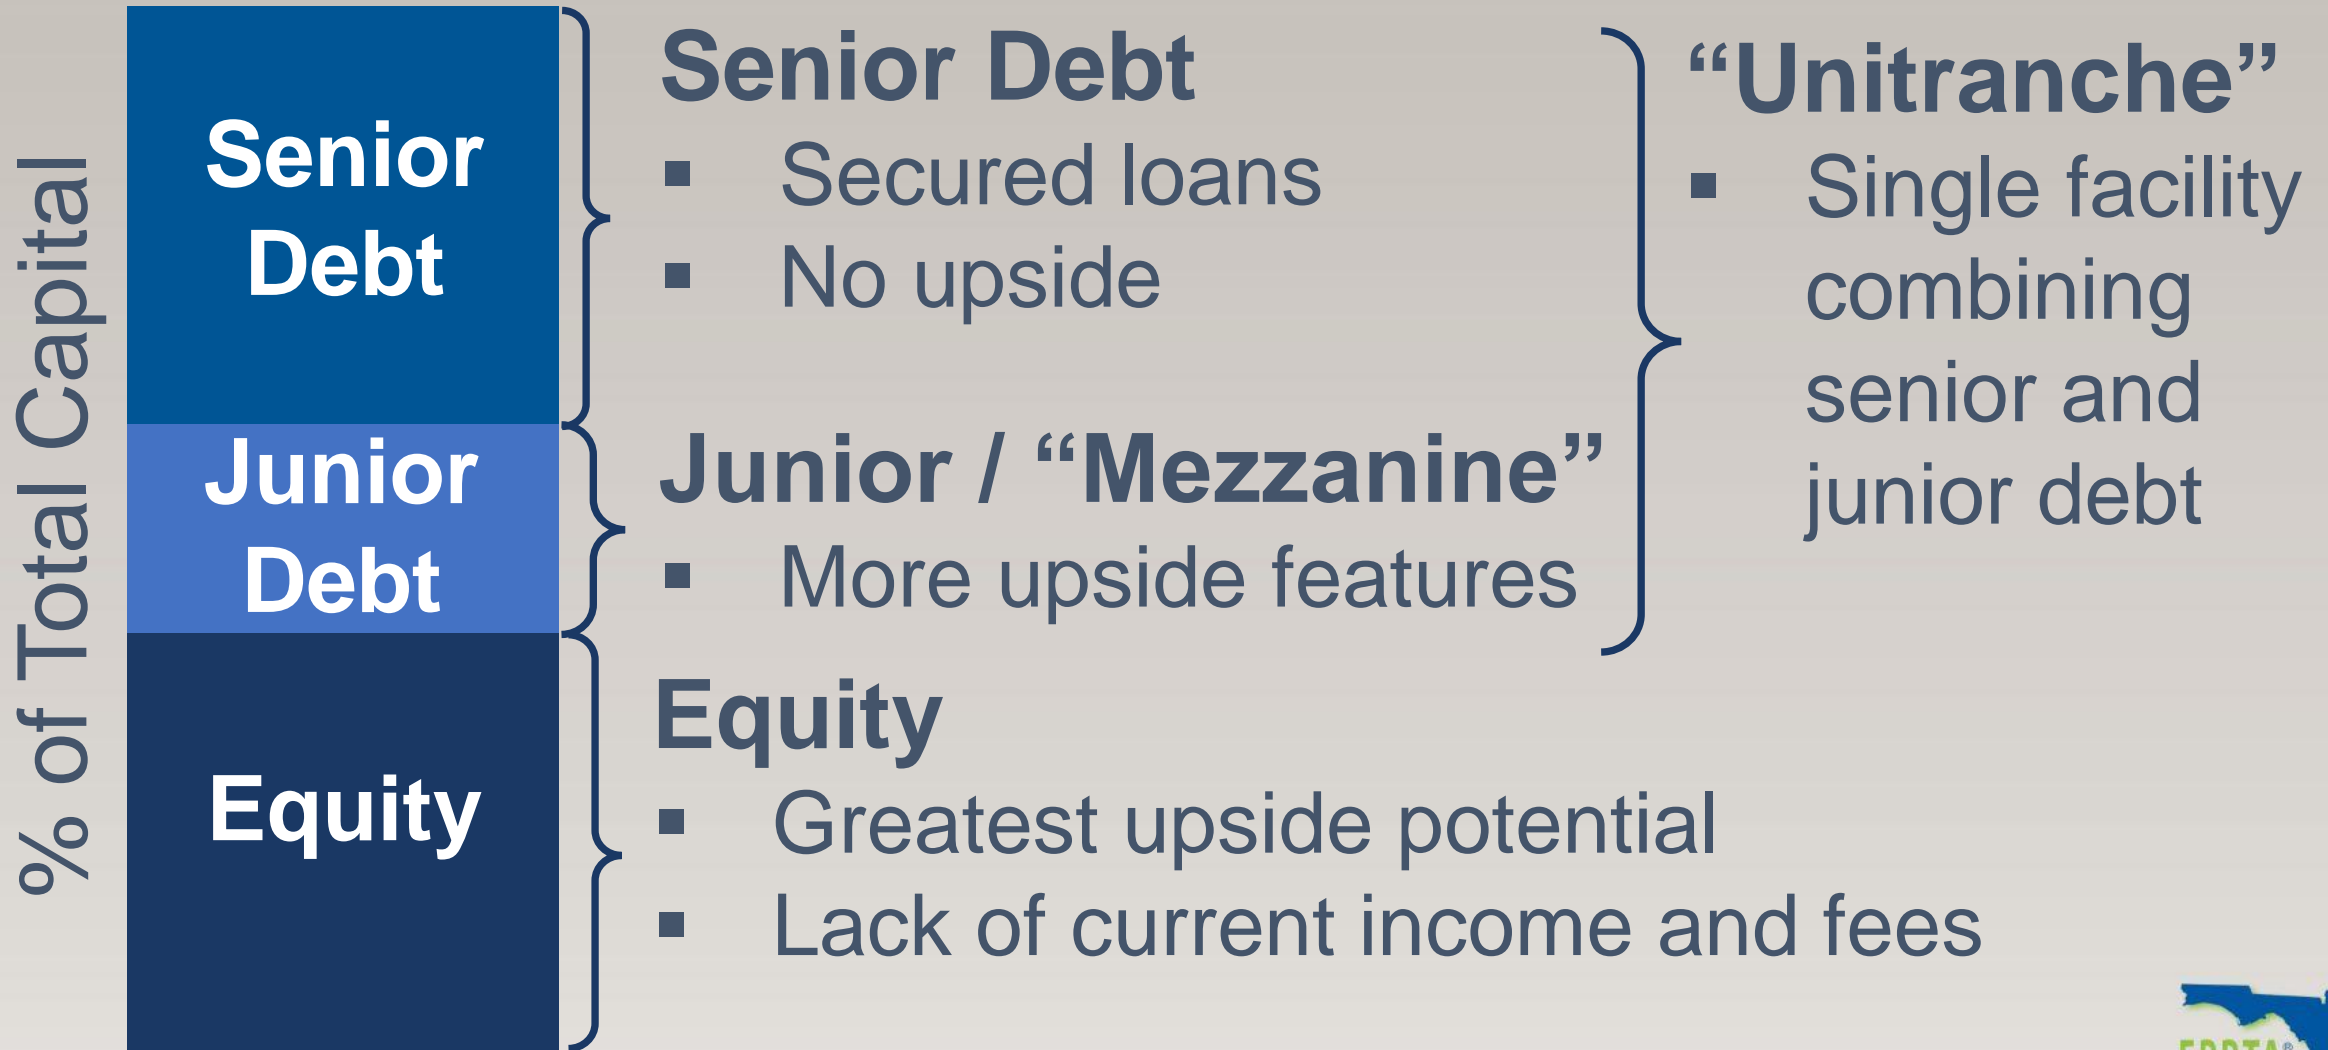 % of Total Capital
Senior
Debt
Junior
Debt
Equity
Senior Debt
▪ Secured loans
▪ No upside
Junior / “Mezzanine”
▪ More upside features
Equity
▪ Greatest upside potential
▪ Lack of current income and fees
“Unitranche”
▪ Single facility
combining
senior and
junior debt